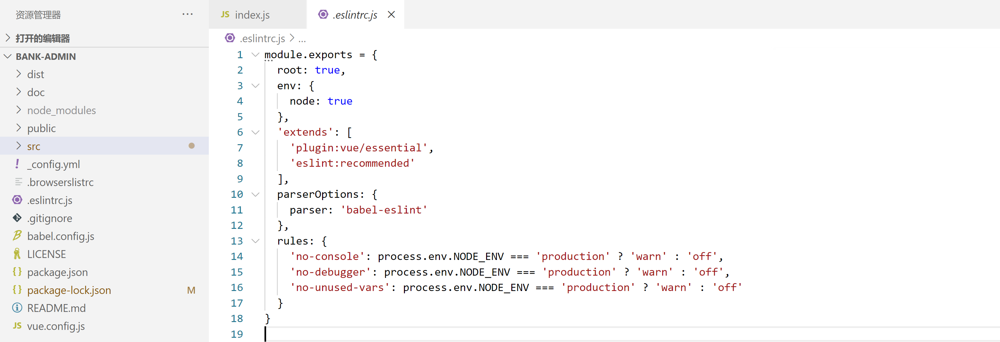 资源管理器
打开的编辑器
BANK-ADMIN
dist
doc
node_modules
public
src
_config.yml
.browserslistrc
.eslintrc.js
.gitignore
babel.config.js
LICENSE
package.json
package-lock.json M
README.md
vue.config.js
index.js .eslintrc.js
.eslintrc.js > ...
1 module.exports = {
2   root: true,
3   env: {
4     node: true
5   },
6   'extends': [
7     'plugin:vue/essential',
8     'eslint:recommended'
9   ],
10   parserOptions: {
11     parser: 'babel-eslint'
12   },
13   rules: {
14     'no-console': process.env.NODE_ENV === 'production' ? 'warn' : 'off',
15     'no-debugger': process.env.NODE_ENV === 'production' ? 'warn' : 'off',
16     'no-unused-vars': process.env.NODE_ENV === 'production' ? 'warn' : 'off'
17   }
18 }
19